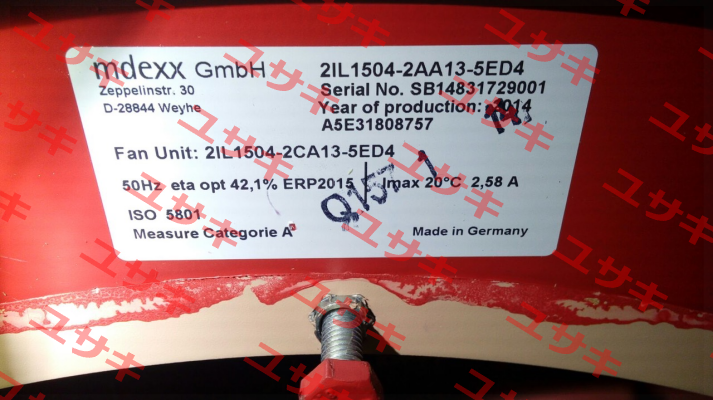 mdexx GmbH
Zeppelinstr. 30
D-28844 Weyhe
2IL1504-2AA13-5ED4
Serial No. SB14831729001
Year of production: 2014
A5E31808757
Fan Unit: 2IL1504-2CA13-5ED4
50Hz eta opt 42,1% ERP2015 Imax 20°C 2,58 A
ISO 5801
Measure Categorie A
Made in Germany
ユサキ